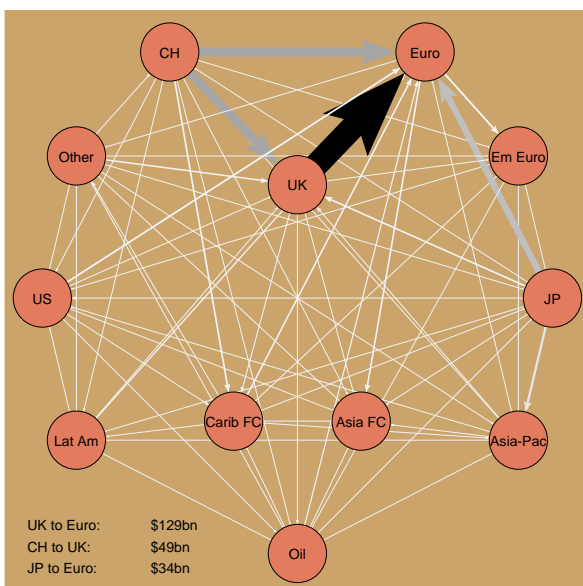 CH
Euro
Other
Em Euro
UK
US
JP
Carib FC
Asia FC
Lat Am
Asia-Pac
Oil
UK to Euro: $129bn
CH to UK: $49bn
JP to Euro: $34bn